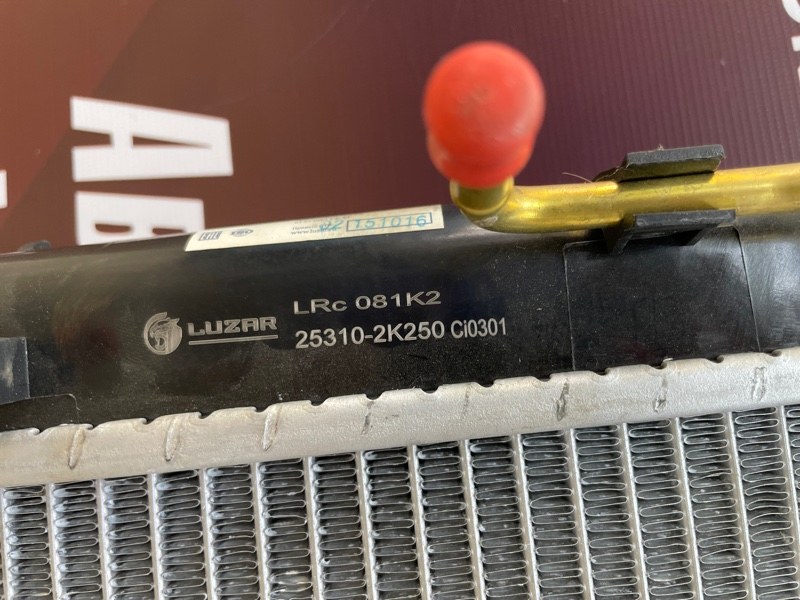 АВ
151016
LUZAR
LRc 081K2
25310-2K250 Ci0301